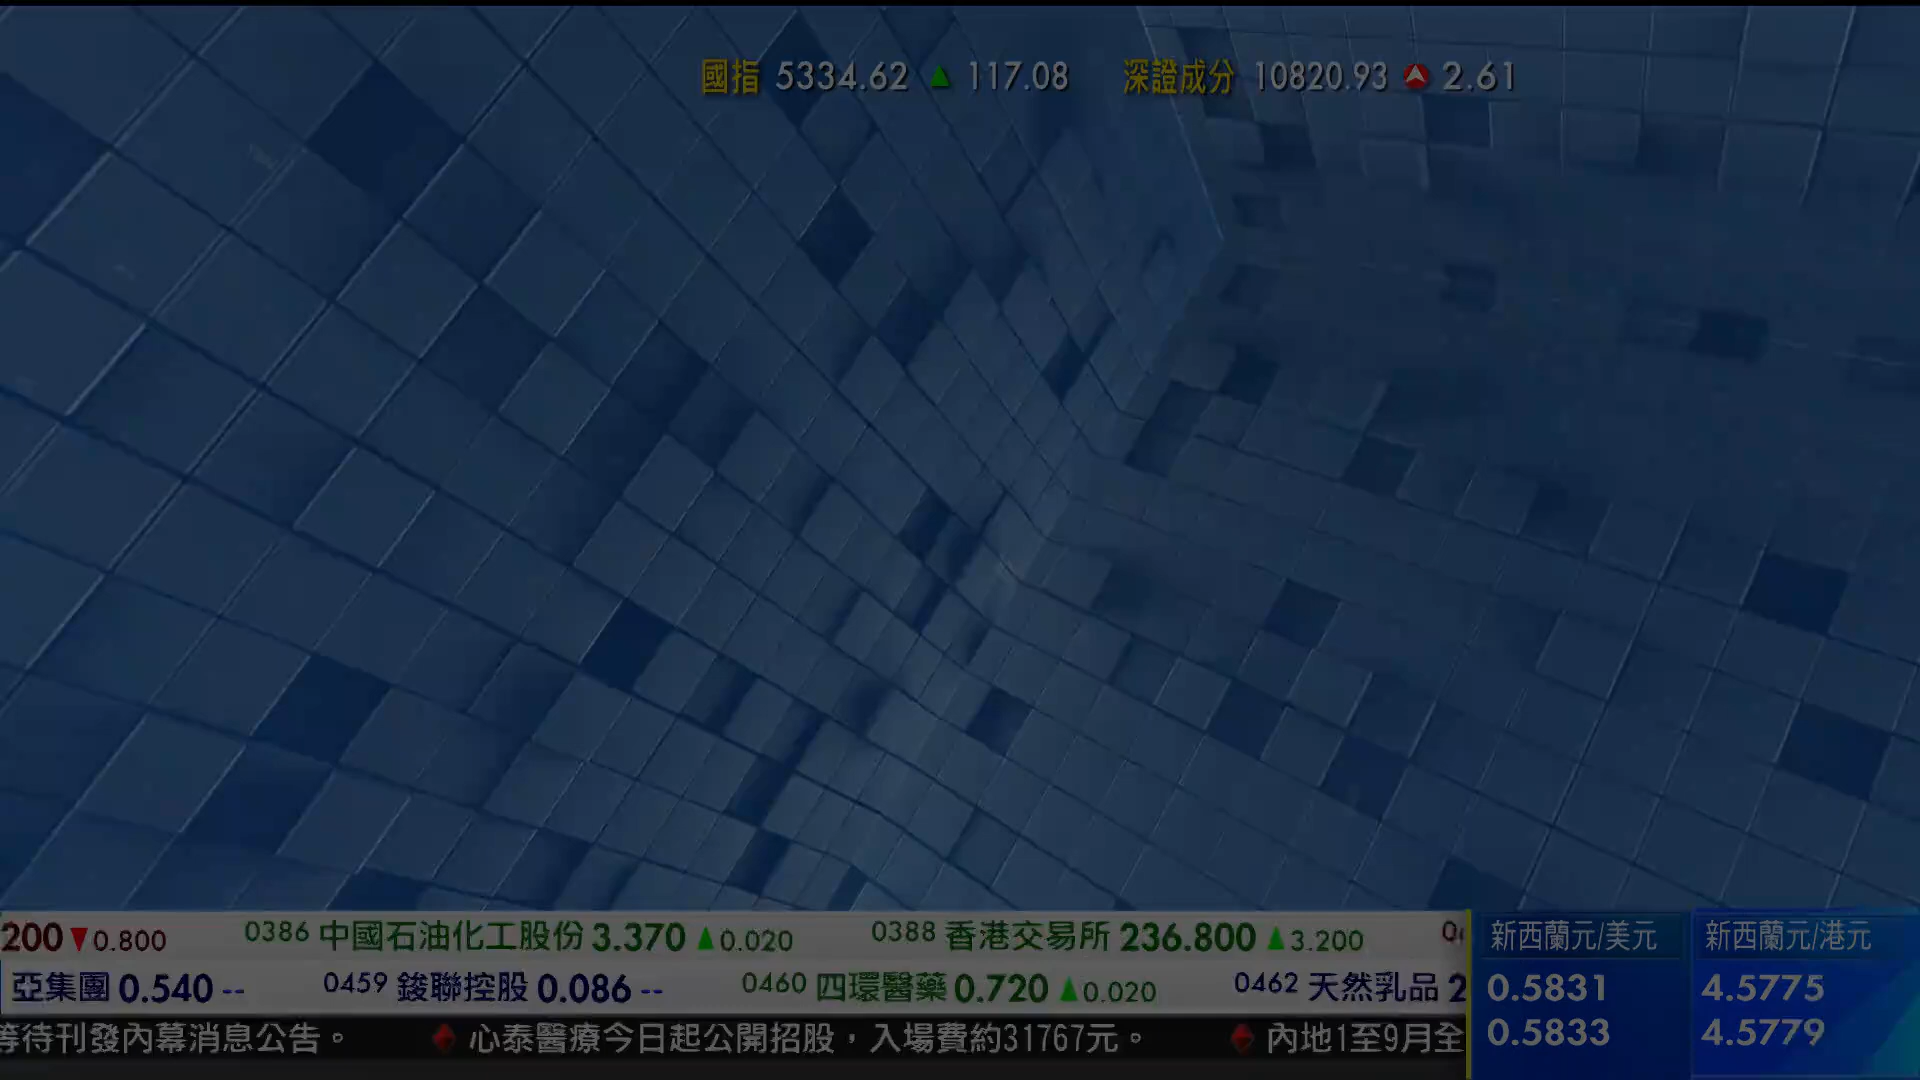 國指 5334.62 ▲ 117.08 深證成分 10820.93 2.61
200 ▼ 0.800 0386 中國石油化工股份 3.370 ▲ 0.020 0388 香港交易所 236.800 ▲ 3.200
亞集團 0.540 -- 0459 鋑聯控股 0.086 -- 0460 四環醫藥 0.720 ▲ 0.020 0462 天然乳品 2
等待刊發內幕消息公告。 ◆ 心泰醫療今日起公開招股，入場費約31767元。 ◆ 內地1至9月全
新西蘭元/美元
0.5831
0.5833
新西蘭元/港元
4.5775
4.5779